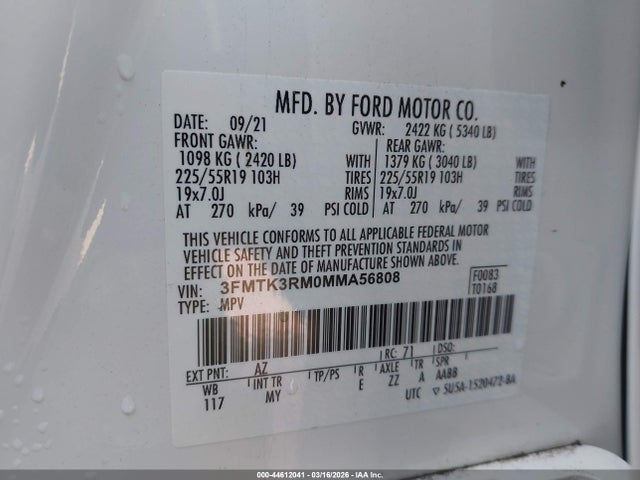 MFD. BY FORD MOTOR CO.
DATE: 09/21 GVWR: 2422 KG ( 5340 LB)
FRONT GAWR: REAR GAWR:
1098 KG ( 2420 LB) WITH 1379 KG ( 3040 LB) WITH
225/55R19 103H TIRES 225/55R19 103H TIRES
19x7.0J RIMS 19x7.0J RIMS
AT 270 kPa/ 39 PSI COLD AT 270 kPa/ 39 PSI COLD
THIS VEHICLE CONFORMS TO ALL APPLICABLE FEDERAL MOTOR
VEHICLE SAFETY AND THEFT PREVENTION STANDARDS IN
EFFECT ON THE DATE OF MANUFACTURE SHOWN ABOVE.
VIN: 3FMTK3RM0MMA56808 F0083
TYPE: MPV T0168
EXT PNT: AZ RC: 71 DSO:
WB INT TR TP/PS R AXLE TR SPR
117 MY E ZZ A AABB
UTC ▽ 5U5A-1520472-BA
000-44612041 - 03/16/2026 - IAA Inc.